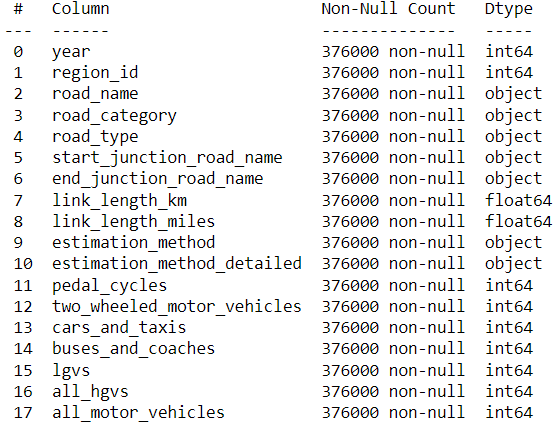 #   Column                      Non-Null Count   Dtype
---  ------                      --------------   -----
 0   year                        376000 non-null  int64
 1   region_id                   376000 non-null  int64
 2   road_name                   376000 non-null  object
 3   road_category               376000 non-null  object
 4   road_type                   376000 non-null  object
 5   start_junction_road_name    376000 non-null  object
 6   end_junction_road_name      376000 non-null  object
 7   link_length_km              376000 non-null  float64
 8   link_length_miles           376000 non-null  float64
 9   estimation_method           376000 non-null  object
 10  estimation_method_detailed  376000 non-null  object
 11  pedal_cycles                376000 non-null  int64
 12  two_wheeled_motor_vehicles  376000 non-null  int64
 13  cars_and_taxis              376000 non-null  int64
 14  buses_and_coaches           376000 non-null  int64
 15  lgvs                        376000 non-null  int64
 16  all_hgvs                    376000 non-null  int64
 17  all_motor_vehicles          376000 non-null  int64